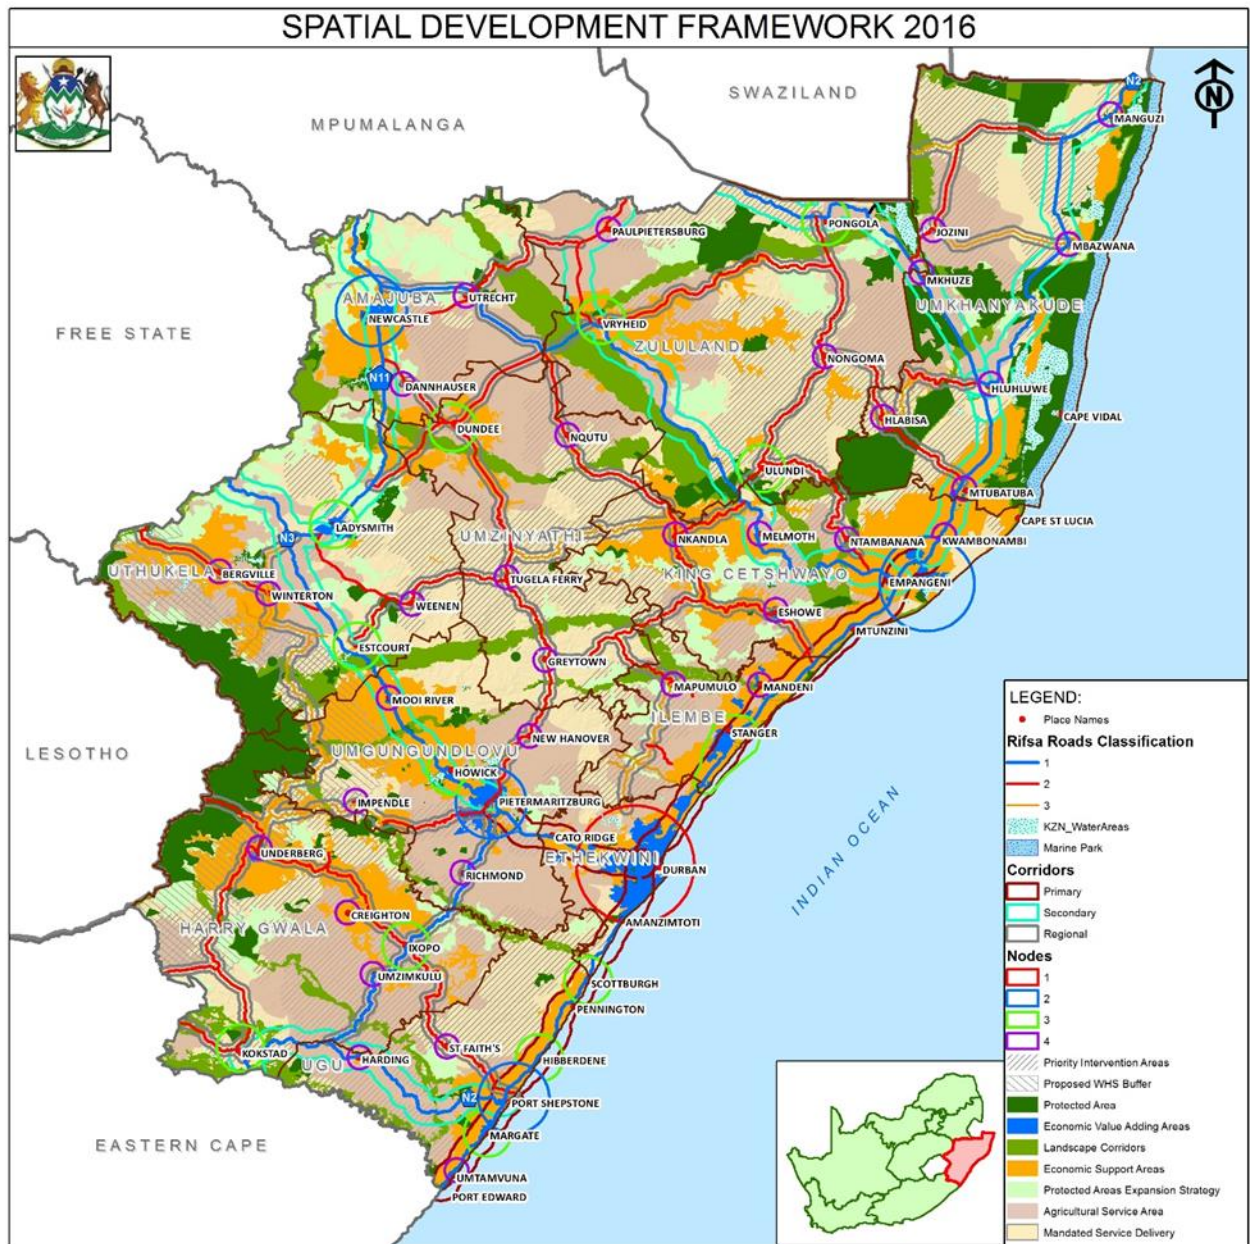 SPATIAL DEVELOPMENT FRAMEWORK 2016
SWAZILAND
MPUMALANGA
N
N2
MANGUZI
PAULPIETERSBURG
PONGOLA
JOZINI
MBAZWANA
MKHUZE
UMKHANYAKUDE
AMAJUBA
UTRECHT
NEWCASTLE
VRYHEID
FREE STATE
ZULULAND
NONGOMA
N11
DANNHAUSER
HLUHLUWE
HLABISA
CAPE VIDAL
DUNDEE
NQUTU
ULUNDI
MTUBATUBA
LADYSMITH
CAPE ST LUCIA
N3
UMZINYATHI
NKANDLA
MELMOTH
NTAMBANANA
KWAMBONAMBI
UTHUKELA
BERGVILLE
TUGELA FERRY
KING CETSHWAYO
EMPANGENI
WINTERTON
WEENEN
ESHOWE
MTUNZINI
ESTCOURT
GREYTOWN
MAPUMULO
MANDENI
MOOI RIVER
ILEMBE
STANGER
NEW HANOVER
LESOTHO
UMGUNGUNDLOVU
HOWICK
IMPENDLE
PIETERMARITZBURG
CATO RIDGE
UNDERBERG
ETHEKWINI
RICHMOND
DURBAN
INDIAN OCEAN
CREIGHTON
AMANZIMTOTI
HARRY GWALA
IXOPO
UMZIMKULU
SCOTTBURGH
PENNINGTON
ST FAITH'S
KOKSTAD
UGU
HARDING
HIBBERDENE
N2
PORT SHEPSTONE
MARGATE
EASTERN CAPE
UMTAMVUNA
PORT EDWARD
LEGEND:
Place Names
Rifsa Roads Classification
1
2
3
KZN_WaterAreas
Marine Park
Corridors
Primary
Secondary
Regional
Nodes
1
2
3
4
Priority Intervention Areas
Proposed WHS Buffer
Protected Area
Economic Value Adding Areas
Landscape Corridors
Economic Support Areas
Protected Areas Expansion Strategy
Agricultural Service Area
Mandated Service Delivery